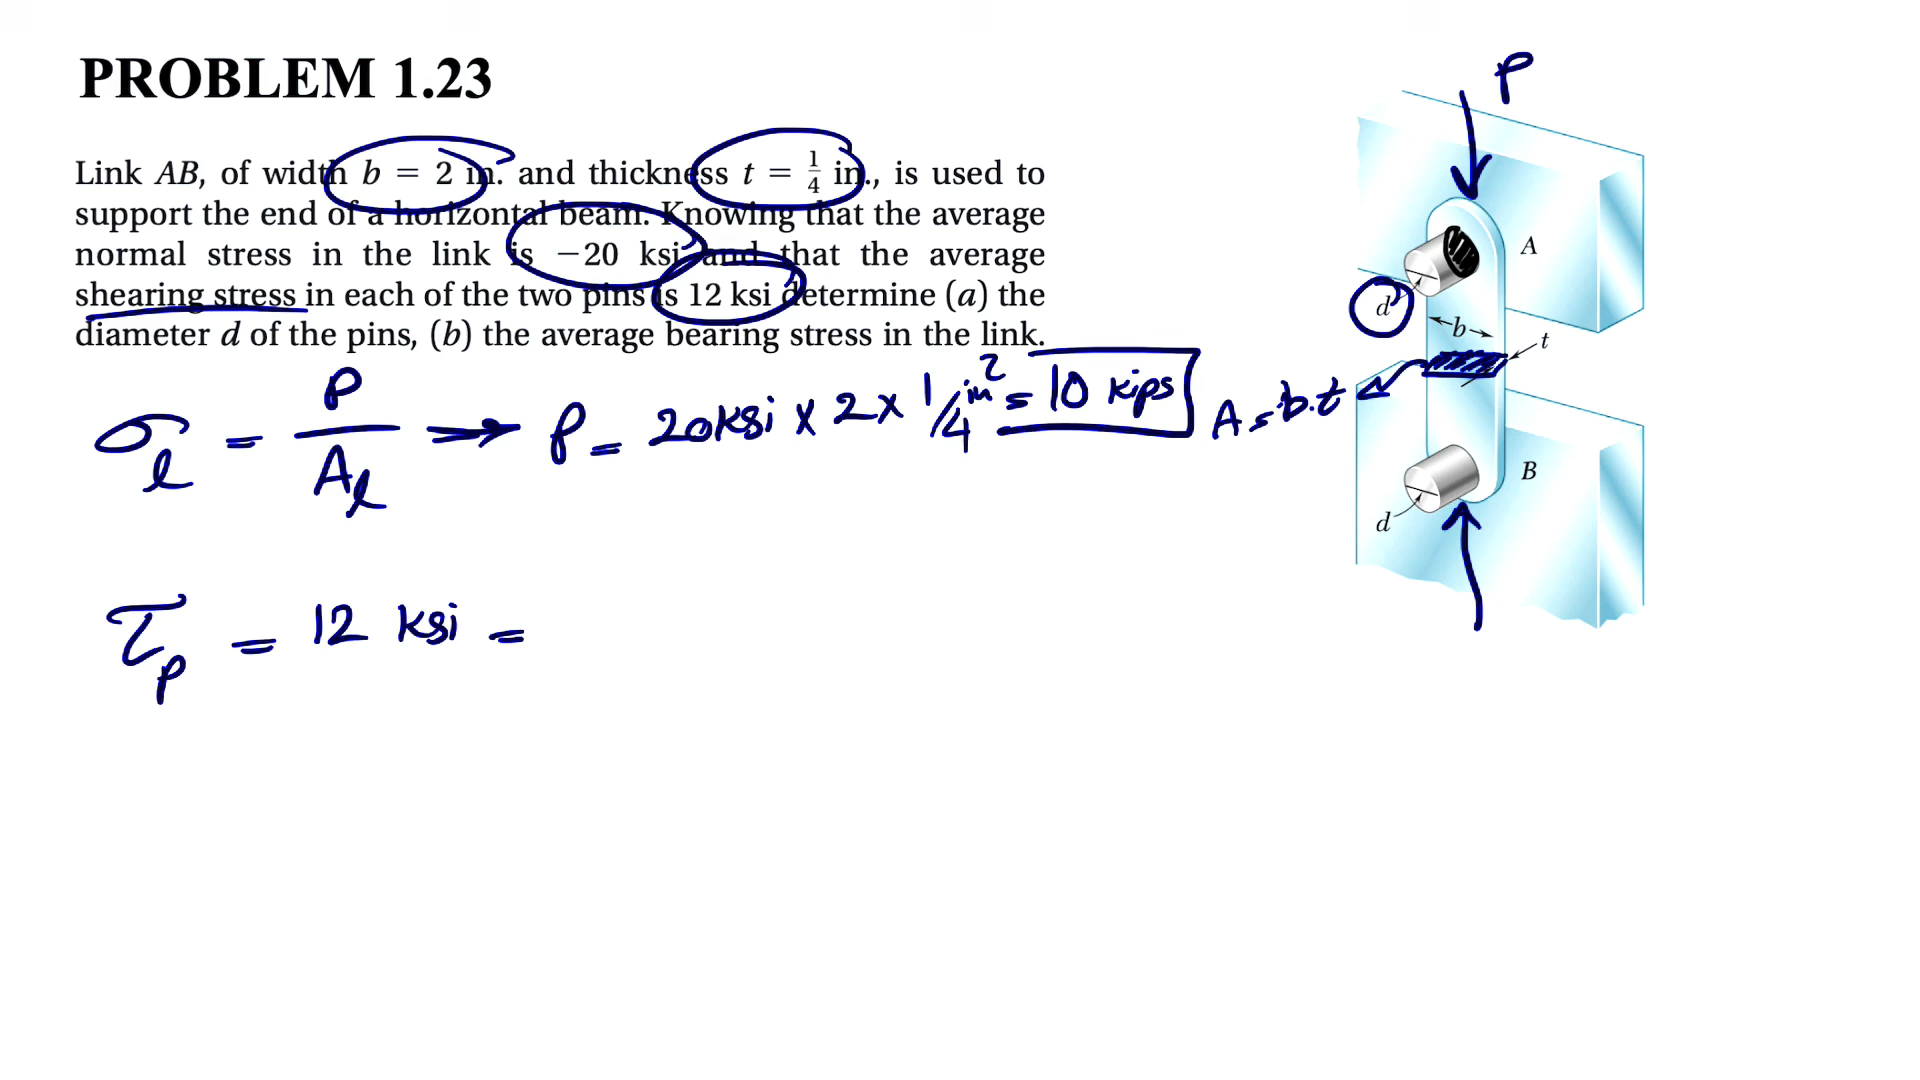 PROBLEM 1.23
Link AB, of width b = 2 in. and thickness t = 1/4 in., is used to
support the end of a horizontal beam. Knowing that the average
normal stress in the link is −20 ksi and that the average
shearing stress in each of the two pins is 12 ksi determine (a) the
diameter d of the pins, (b) the average bearing stress in the link.
σℓ = P/Aℓ → P = 20ksi × 2 × 1/4 in² = 10 kips
A = b.t
τp = 12 ksi =
P
A
d
b
t
B
d